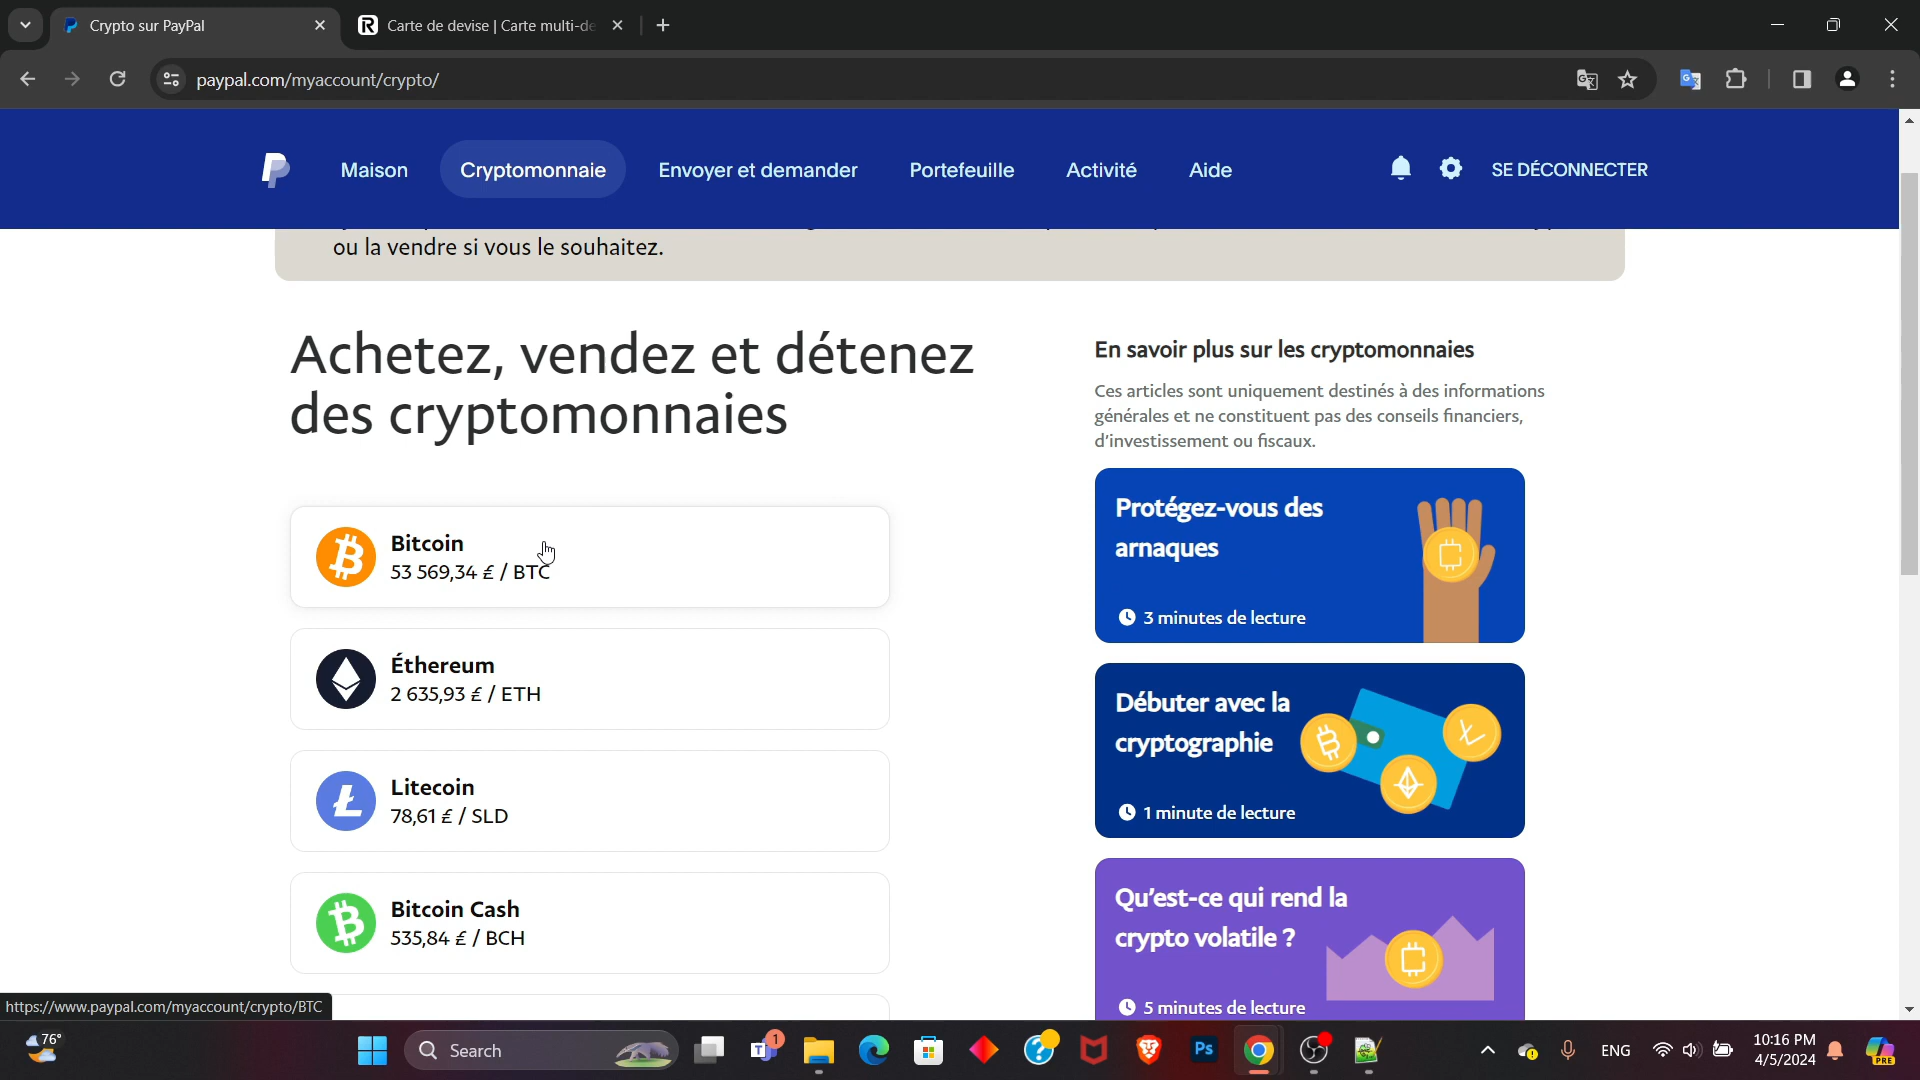 Crypto sur PayPal
Carte de devise | Carte multi-de
paypal.com/myaccount/crypto/
Maison
Cryptomonnaie
Envoyer et demander
Portefeuille
Activité
Aide
SE DÉCONNECTER
ou la vendre si vous le souhaitez.
Achetez, vendez et détenez
des cryptomonnaies
Bitcoin
53 569,34 £ / BTC
Éthereum
2 635,93 £ / ETH
Litecoin
78,61 £ / SLD
Bitcoin Cash
535,84 £ / BCH
En savoir plus sur les cryptomonnaies
Ces articles sont uniquement destinés à des informations
générales et ne constituent pas des conseils financiers,
d'investissement ou fiscaux.
Protégez-vous des
arnaques
3 minutes de lecture
Débuter avec la
cryptographie
1 minute de lecture
Qu'est-ce qui rend la
crypto volatile ?
5 minutes de lecture
https://www.paypal.com/myaccount/crypto/BTC
76°
Search
1
Ps
ENG
10:16 PM
4/5/2024
PRE